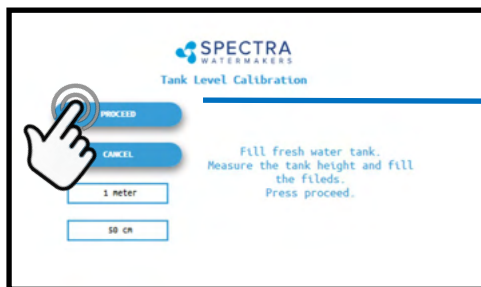 SPECTRA
WATERMAKERS
Tank Level Calibration
PROCEED
CANCEL
1 meter
50 cm
Fill fresh water tank.
Measure the tank height and fill
the fileds.
Press proceed.